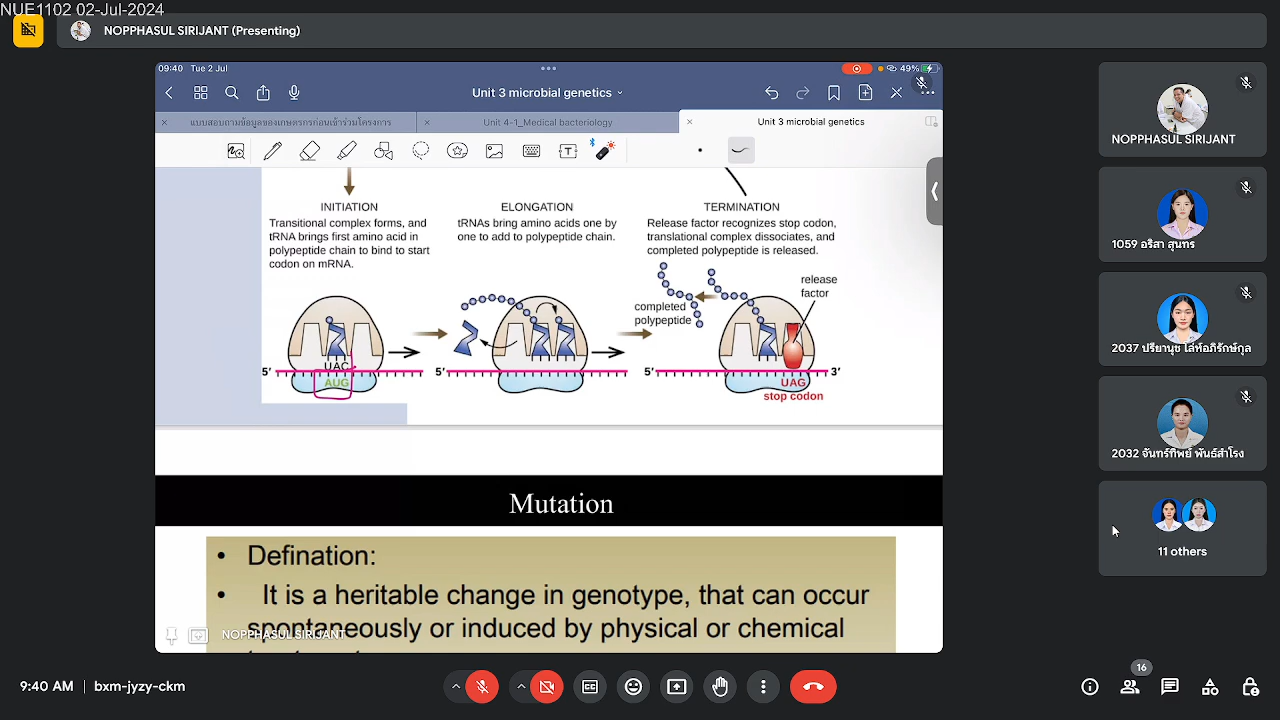 NUE1102 02-Jul-2024
NOPPHASUL SIRIJANT (Presenting)
09:40 Tue 2 Jul
49%
Unit 3 microbial genetics
แบบสอบถามข้อมูลของเกษตรกรก่อนเข้าร่วมโครงการ
Unit 4-1_Medical bacteriology
Unit 3 microbial genetics
INITIATION
Transitional complex forms, and
tRNA brings first amino acid in
polypeptide chain to bind to start
codon on mRNA.
ELONGATION
tRNAs bring amino acids one by
one to add to polypeptide chain.
TERMINATION
Release factor recognizes stop codon,
translational complex dissociates, and
completed polypeptide is released.
release
factor
completed
polypeptide
UAC
5′
AUG
5′
5′
3′
UAG
stop codon
Mutation
• Defination:
• It is a heritable change in genotype, that can occur
spontaneously or induced by physical or chemical
NOPPHASUL SIRIJANT
NOPPHASUL SIRIJANT
1059 อริสา สุนทร
2037 ปรียานุช โล่ห์อภิรักษ์กุล
2032 จันทร์ทิพย์ พันธ์สำโรง
11 others
9:40 AM | bxm-jyzy-ckm
16